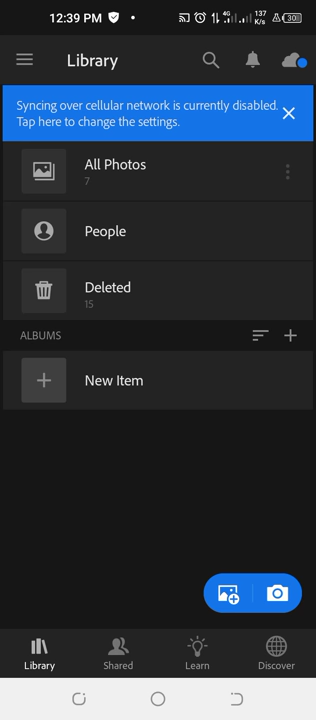 12:39 PM
4G
137
K/s
30
Library
Syncing over cellular network is currently disabled.
Tap here to change the settings.
All Photos
7
People
Deleted
15
ALBUMS
New Item
Library
Shared
Learn
Discover